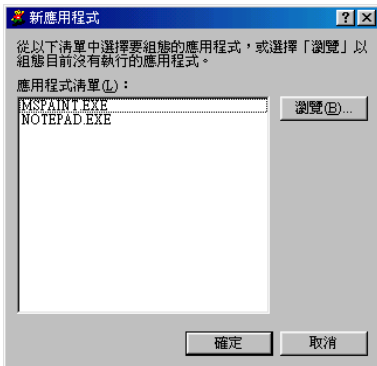 新應用程式
從以下清單中選擇要組態的應用程式，或選擇「瀏覽」以
組態目前沒有執行的應用程式。
應用程式清單(L)：
MSPAINT.EXE
NOTEPAD.EXE
瀏覽(B)...
確定
取消